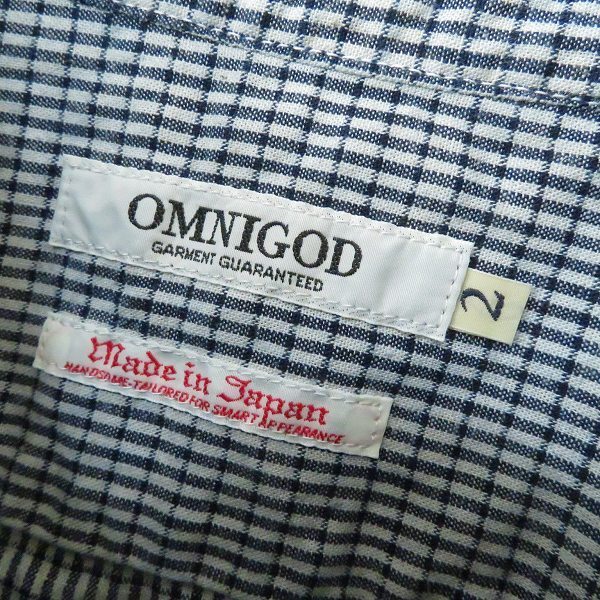 OMNIGOD
GARMENT GUARANTEED
2
Made in Japan
HANDSOME-TAILORED FOR SMART APPEARANCE